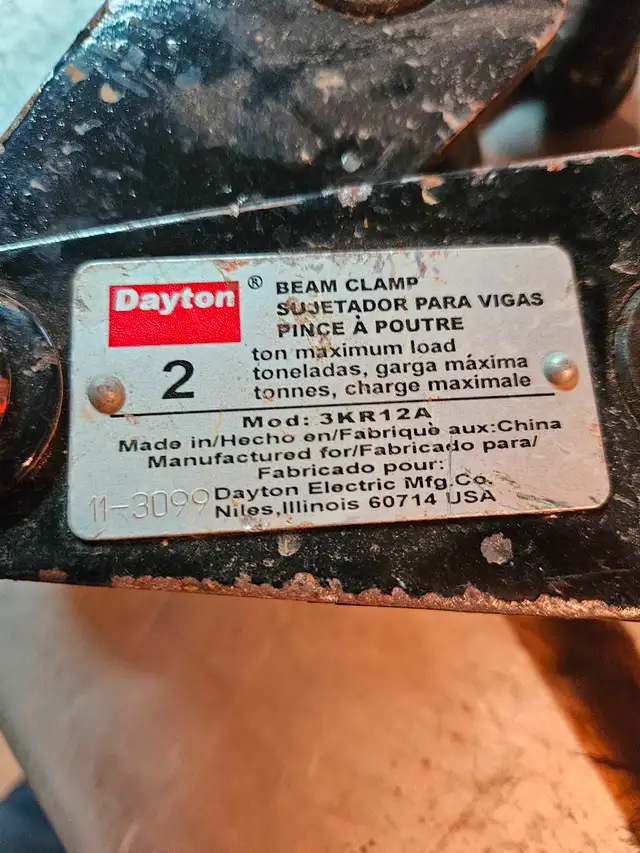 Dayton®
BEAM CLAMP
SUJETADOR PARA VIGAS
PINCE À POUTRE
2
ton maximum load
toneladas, garga máxima
tonnes, charge maximale
Mod: 3KR12A
Made in/Hecho en/Fabrique aux:China
Manufactured for/Fabricado para/
Fabricado pour:
11-3099
Dayton Electric Mfg.Co.
Niles,Illinois 60714 USA